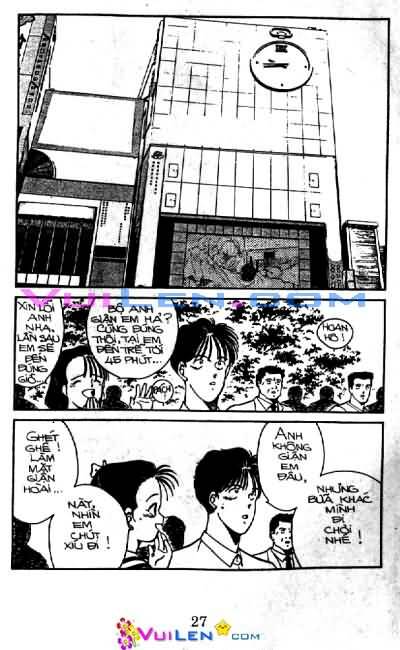 VUILEN.COM
XIN LỖI
ANH
NHA,
LẦN SAU
EM SẼ
ĐẾN
ĐÚNG
GIỜ...
BỘ ANH
GIẬN EM HẢ?
CŨNG ĐÚNG
THÔI, TẠI EM
ĐẾN TRỄ TỚI
45 PHÚT...
HOAN
HÔ!
GHÉT
GHÊ!
LÀM
MẶT
GIẬN
HOÀI...
NÀY,
NHÌN
EM
CHÚT
XÍU ĐI!
ANH
KHÔNG
GIẬN
EM
ĐÂU,
NHƯNG
BỮA KHÁC
MÌNH
ĐI
CHƠI
NHÉ!
27
VUILEN.COM